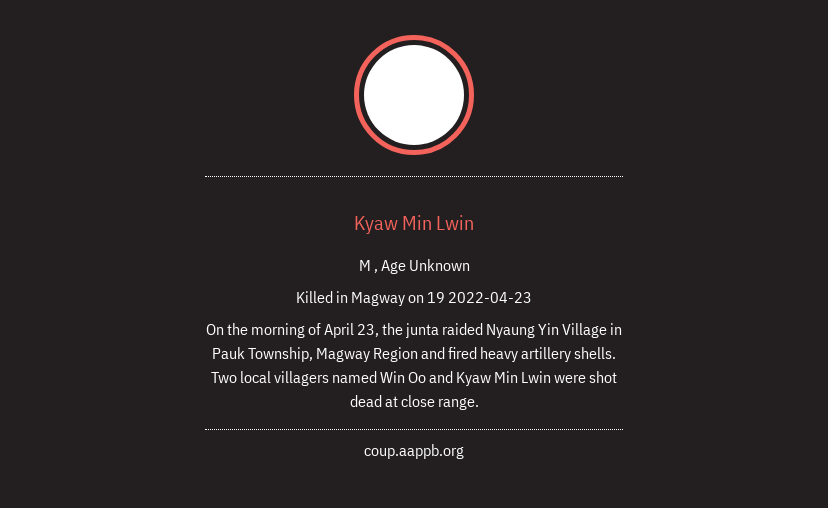 Kyaw Min Lwin
M , Age Unknown
Killed in Magway on 19 2022-04-23
On the morning of April 23, the junta raided Nyaung Yin Village in
Pauk Township, Magway Region and fired heavy artillery shells.
Two local villagers named Win Oo and Kyaw Min Lwin were shot
dead at close range.
coup.aappb.org